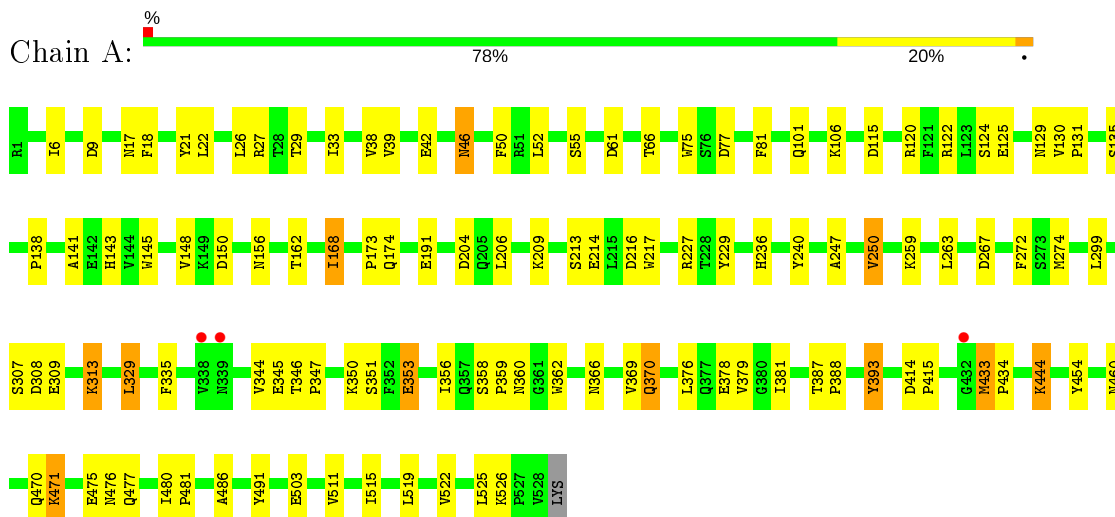 %
Chain A: 78% 20% •
R1 I6 D9 N17 F18 Y21 L22 L26 R27 T28 T29 I33 V38 V39 E42 N46 F50 R51 L52 S55 D61 T66 W75 S76 D77 F81 Q101 K106 D115 R120 F121 R122 L123 S124 E125 N129 V130 P131 S135
P138 A141 E142 H143 V144 W145 V148 K149 D150 N156 T162 I168 P173 Q174 E191 D204 Q205 L206 K209 S213 E214 L215 D216 W217 R227 T228 Y229 H236 Y240 A247 V250 K259 L263 D267 F272 S273 M274 L299
S307 D308 E309 K313 L329 F335 V338 N339 V344 E345 T346 P347 K350 S351 F352 E353 I356 Q357 S358 P359 N360 G361 W362 N366 V369 Q370 L376 Q377 E378 V379 G380 I381 T387 P388 Y393 D414 P415 G432 M433 P434 K444 Y454
Q470 K471 E475 N476 Q477 I480 P481 A486 Y491 E503 V511 I515 L519 V522 L525 K526 P527 V528 LYS